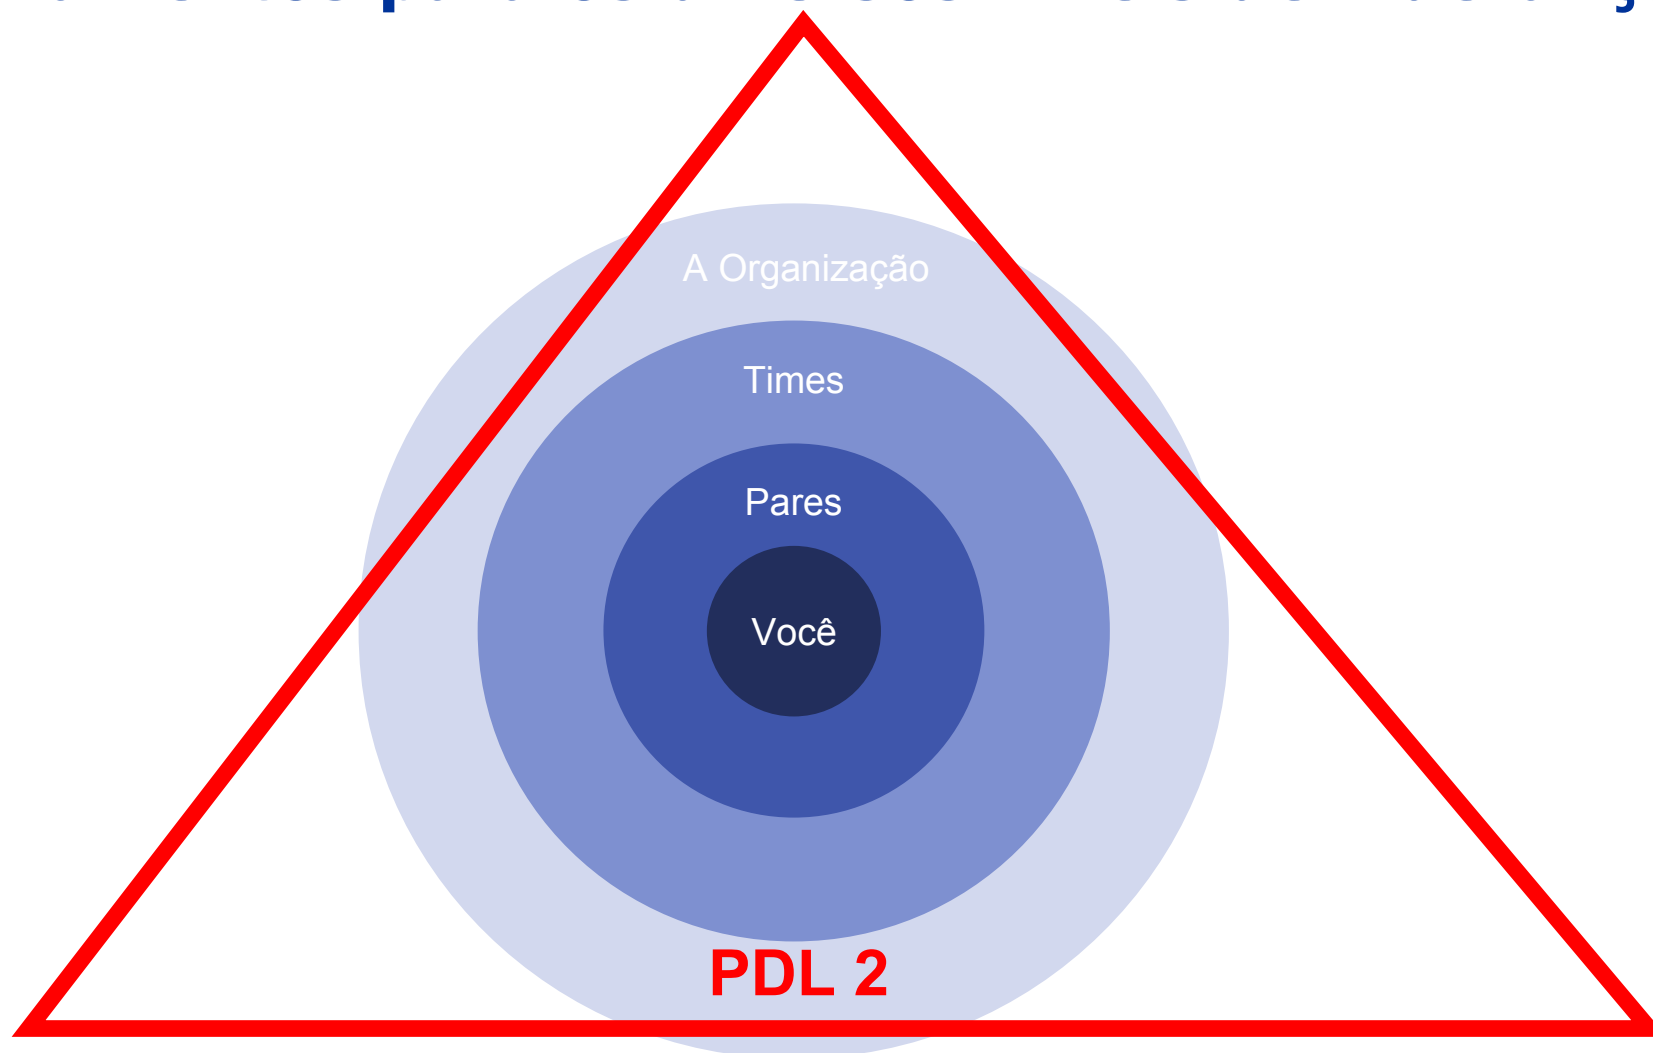 A Organização
Times
Pares
Você
PDL 2